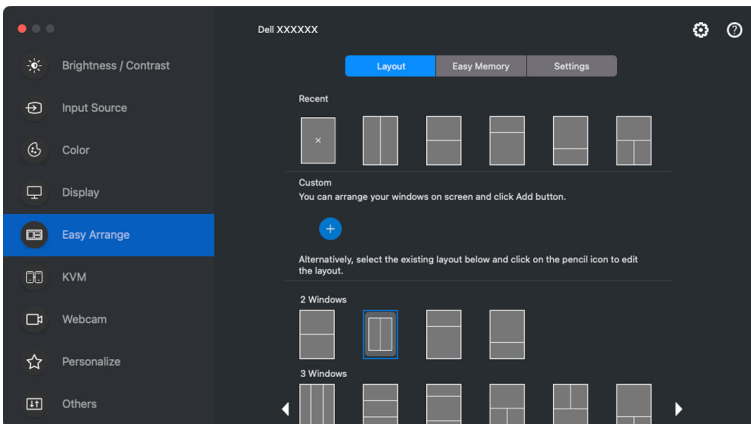 Dell XXXXXX
Brightness / Contrast
Input Source
Color
Display
Easy Arrange
KVM
Webcam
Personalize
Others
Layout
Easy Memory
Settings
Recent
Custom
You can arrange your windows on screen and click Add button.
Alternatively, select the existing layout below and click on the pencil icon to edit
the layout.
2 Windows
3 Windows